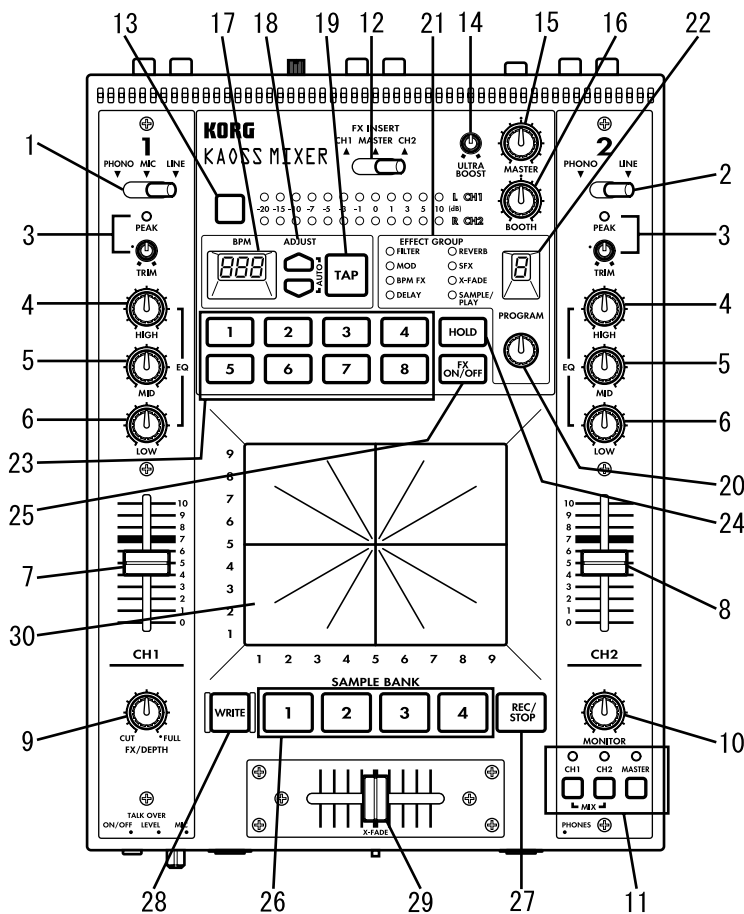 13 17 18 19 12 21 14 15 16 22
1
PHONO MIC LINE
1
3
PEAK
TRIM
4
HIGH
5
EQ
MID
6
LOW
23
25
7
30
10
9
8
7
6
5
4
3
2
1
0
CH1
9
CUT FULL
FX/DEPTH
TALK OVER
ON/OFF LEVEL MIC
KORG
KAOSS MIXER
FX INSERT
CH1 MASTER CH2
ULTRA
BOOST
MASTER
BOOTH
L CH1
-20 -15 -10 -7 -5 -3 -1 0 1 3 5 10 (dB)
R CH2
BPM ADJUST
888
AUTO
TAP
EFFECT GROUP
FILTER REVERB
MOD SFX
BPM FX X-FADE
DELAY SAMPLE/
PLAY
8
PROGRAM
1 2 3 4 HOLD
5 6 7 8 FX
ON/OFF
9
8
7
6
5
4
3
2
1
1 2 3 4 5 6 7 8 9
SAMPLE BANK
WRITE 1 2 3 4 REC/
STOP
X-FADE
2
PHONO LINE
2
PEAK
3
TRIM
HIGH
4
EQ
MID
5
LOW
6
20
24
10
9
8
7
6
5
4
3
2
1
0
8
CH2
MONITOR
10
CH1 CH2 MASTER
MIX
PHONES
28 26 29 27 11